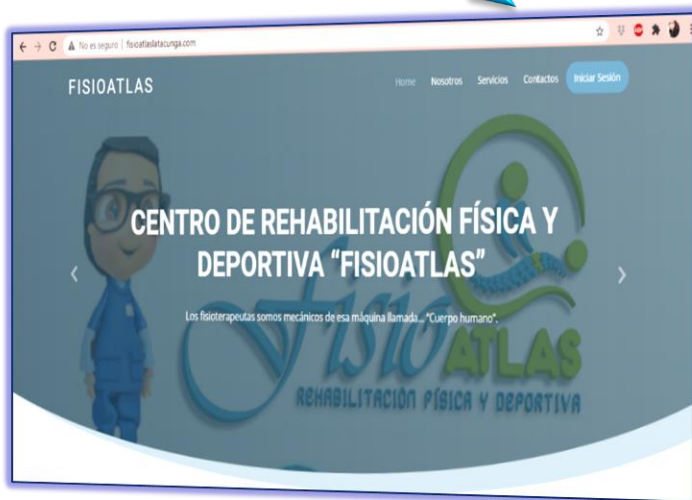 No es seguro | fisioatlaslatacunga.com
FISIOATLAS
Home Nosotros Servicios Contactos Iniciar Sesión
CENTRO DE REHABILITACIÓN FÍSICA Y
DEPORTIVA “FISIOATLAS”
Los fisioterapeutas somos mecánicos de esa máquina llamada... “Cuerpo humano”.
Fisio
ATLAS
REHABILITACIÓN FÍSICA Y DEPORTIVA